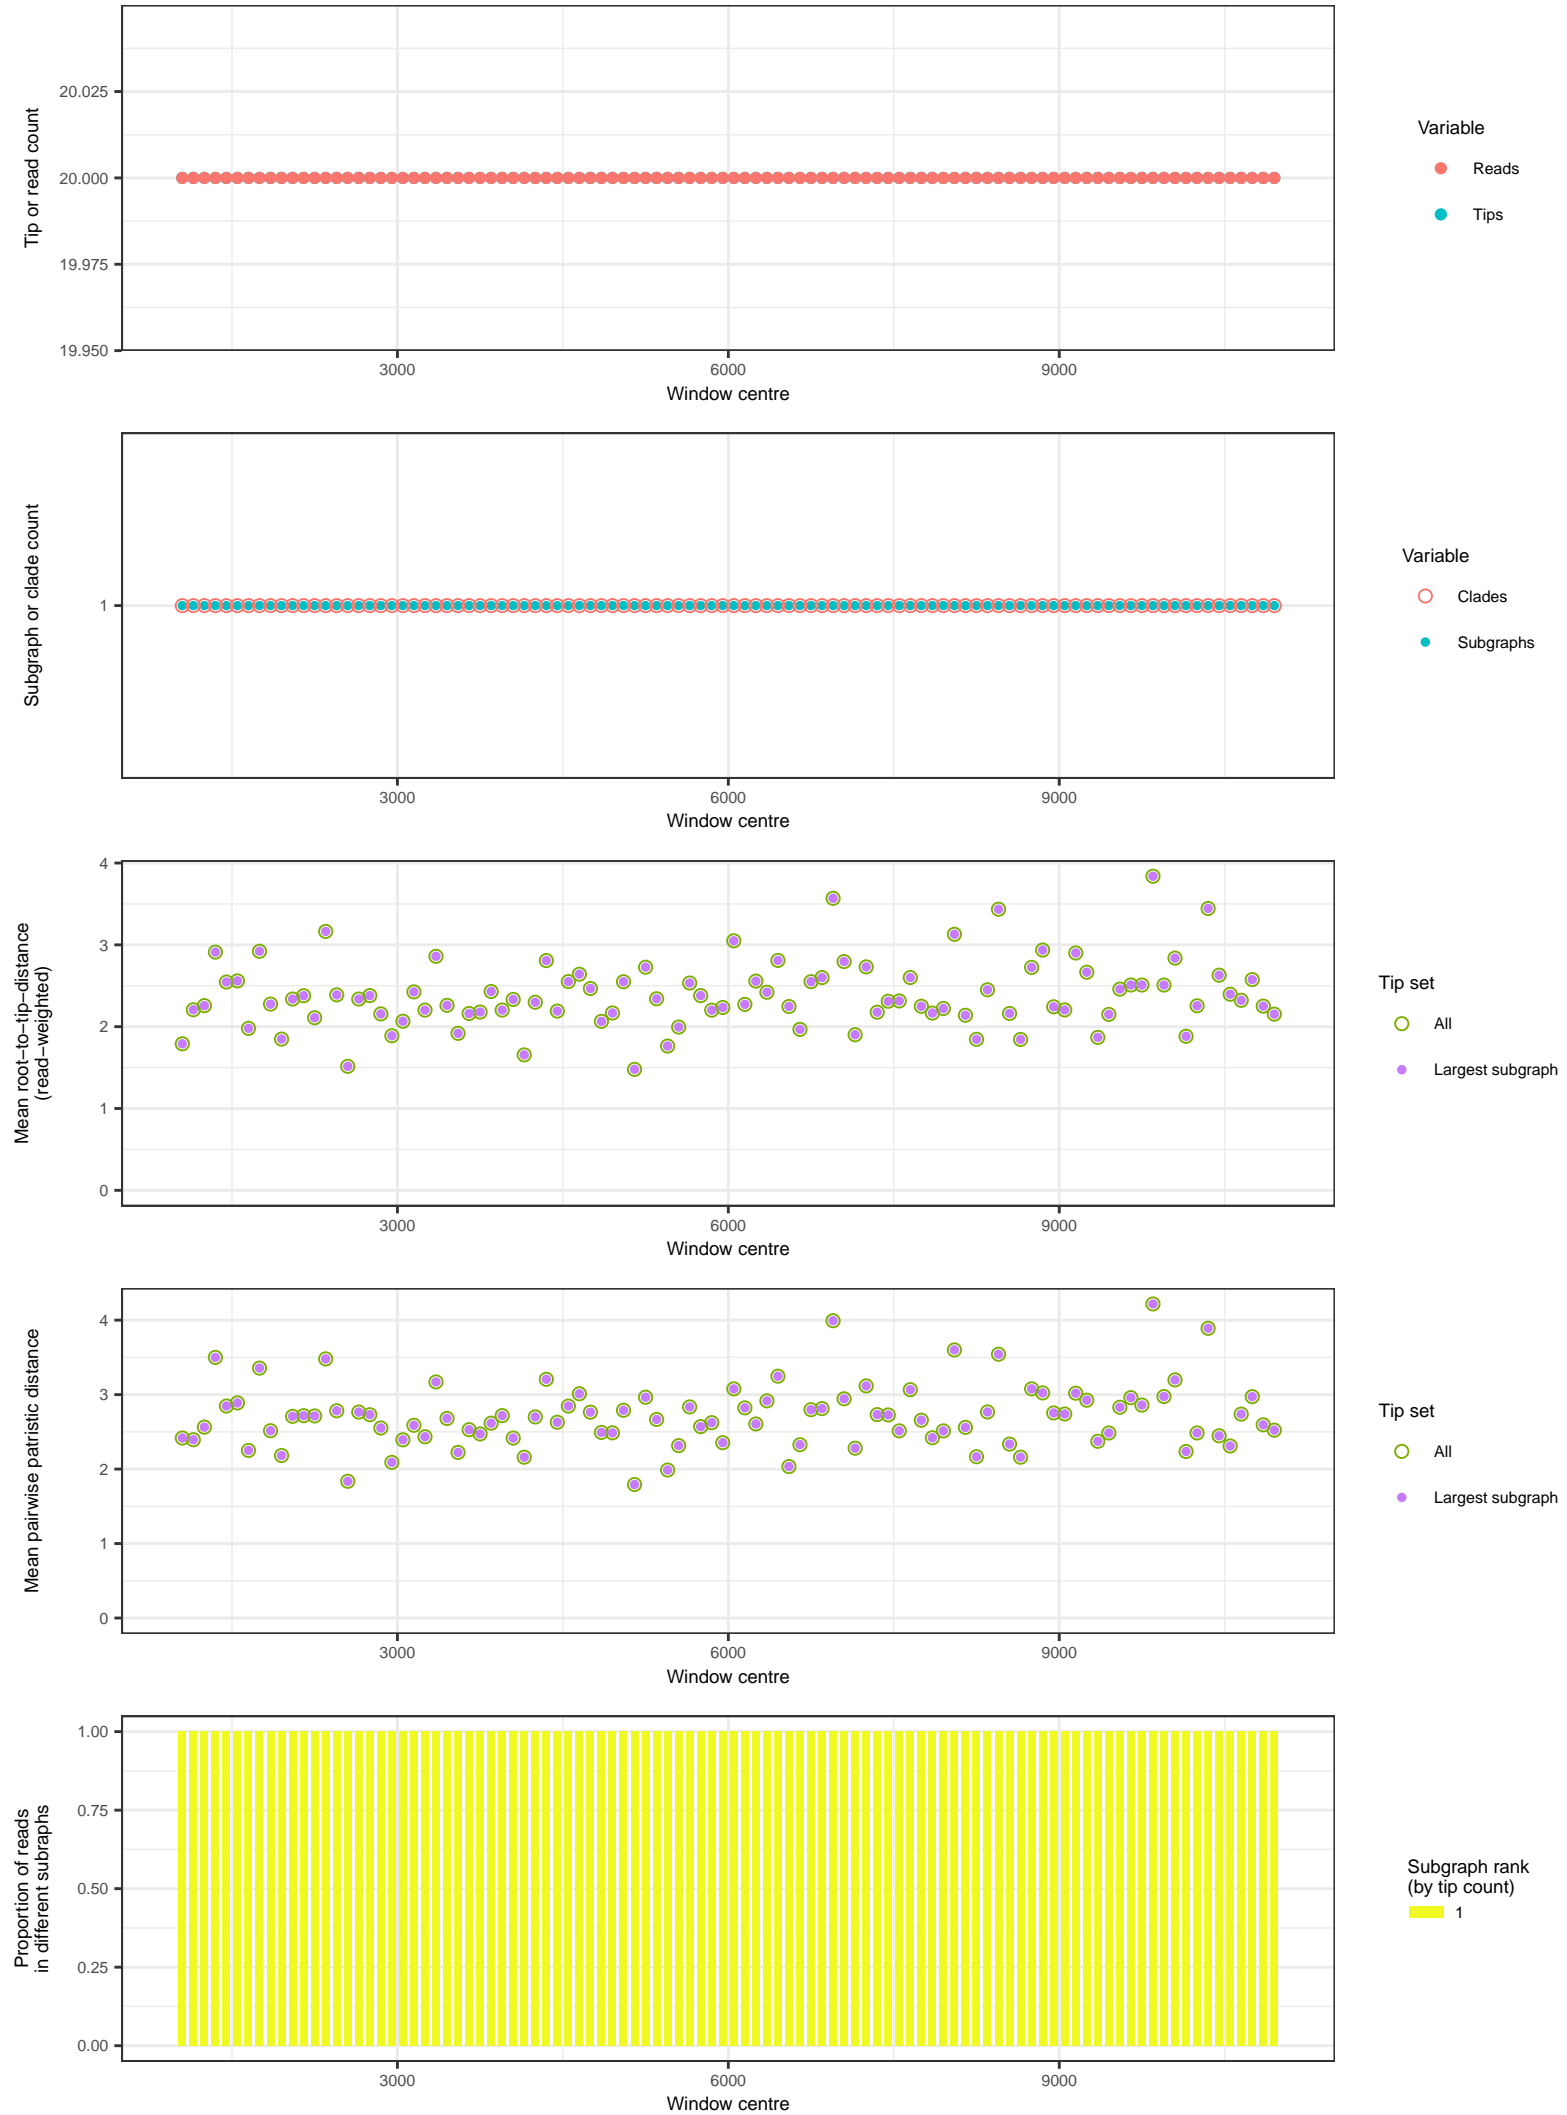 Tip or read count
20.025
20.000
19.975
19.950
3000
6000
9000
Window centre
Variable
Reads
Tips
Subgraph or clade count
1
3000
6000
9000
Window centre
Variable
Clades
Subgraphs
Mean root−to−tip−distance
(read−weighted)
4
3
2
1
0
3000
6000
9000
Window centre
Tip set
All
Largest subgraph
Mean pairwise patristic distance
4
3
2
1
0
3000
6000
9000
Window centre
Tip set
All
Largest subgraph
Proportion of reads
in different subraphs
1.00
0.75
0.50
0.25
0.00
3000
6000
9000
Window centre
Subgraph rank
(by tip count)
1